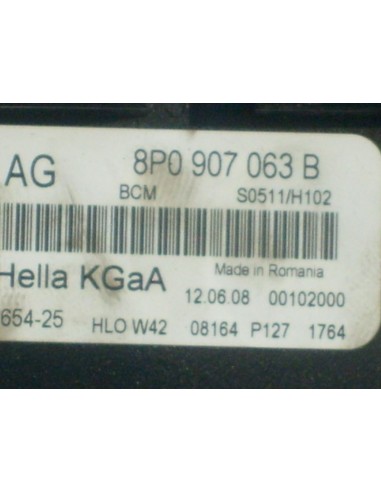 AG 8P0 907 063 B
BCM S0511/H102
Hella KGaA Made in Romania
12.06.08 00102000
654-25 HLO W42 08164 P127 1764